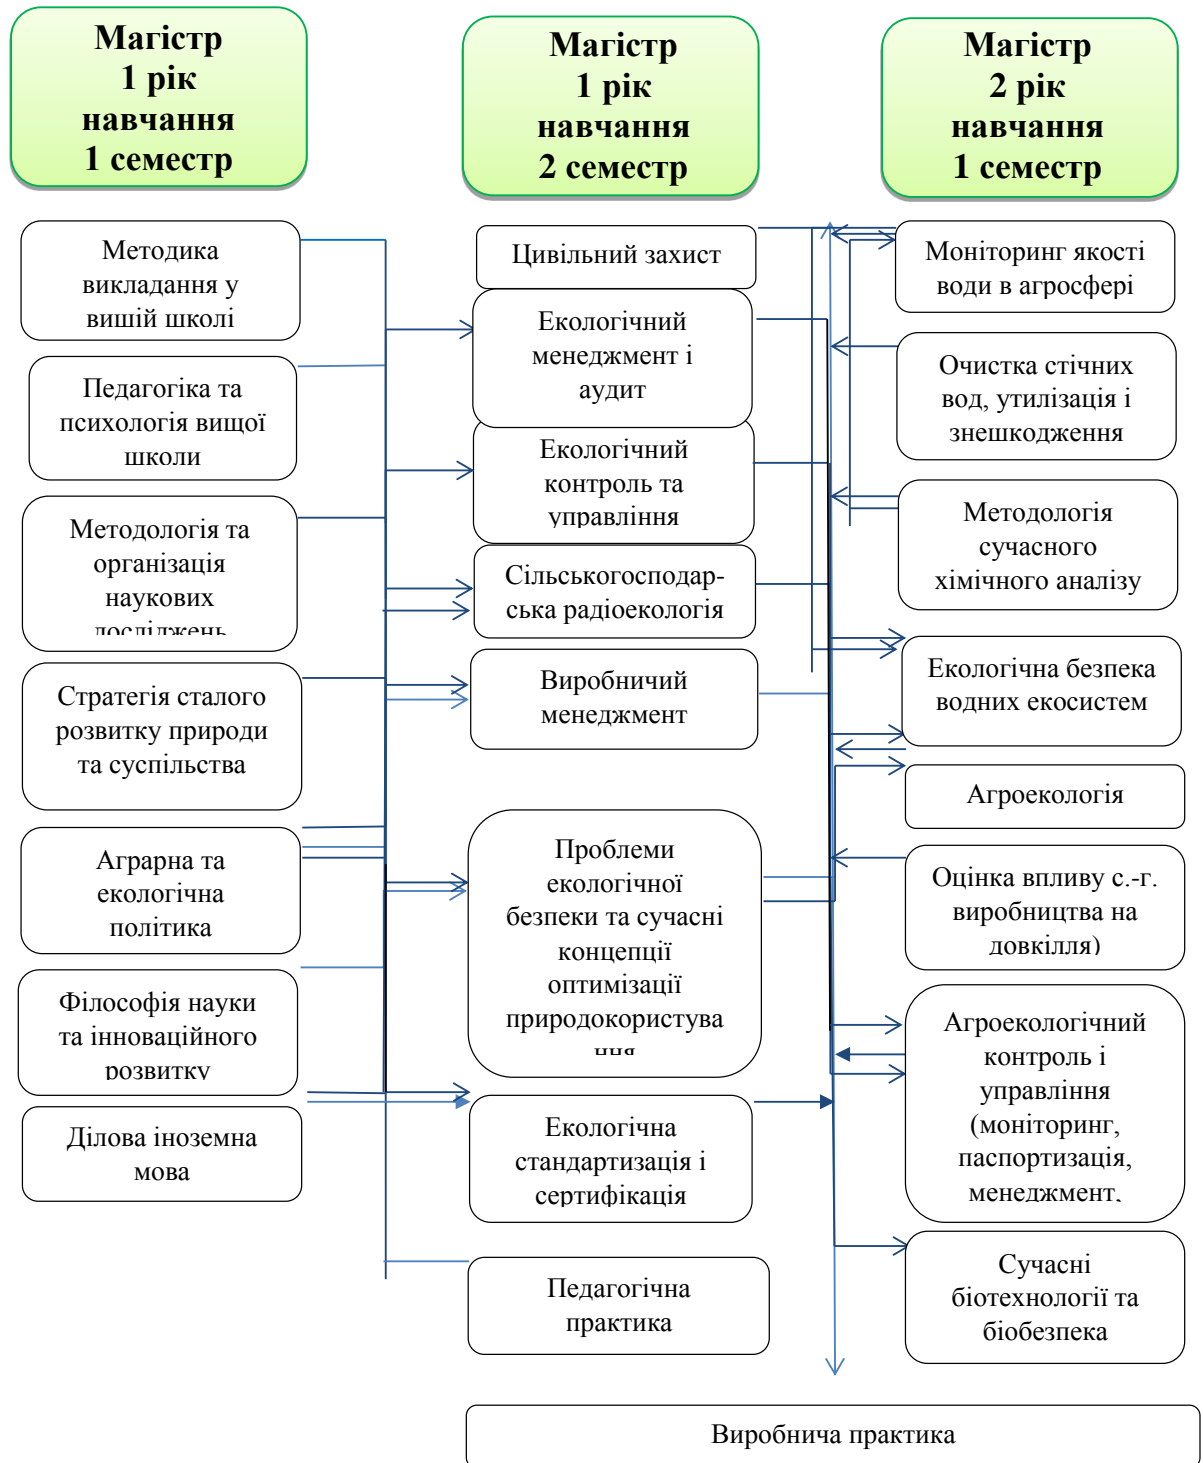 Магістр
1 рік
навчання
1 семестр
Методика
викладання у
вишій школі
Педагогіка та
психологія вищої
школи
Методологія та
організація
наукових
досліджень
Стратегія сталого
розвитку природи
та суспільства
Аграрна та
екологічна
політика
Філософія науки
та інноваційного
розвитку
Ділова іноземна
мова
Магістр
1 рік
навчання
2 семестр
Цивільний захист
Екологічний
менеджмент і
аудит
Екологічний
контроль та
управління
Сільськогосподар-
ська радіоекологія
Виробничий
менеджмент
Проблеми
екологічної
безпеки та сучасні
концепції
оптимізації
природокористува
ння
Екологічна
стандартизація і
сертифікація
Педагогічна
практика
Магістр
2 рік
навчання
1 семестр
Моніторинг якості
води в агросфері
Очистка стічних
вод, утилізація і
знешкодження
Методологія
сучасного
хімічного аналізу
Екологічна безпека
водних екосистем
Агроекологія
Оцінка впливу с.-г.
виробництва на
довкілля)
Агроекологічний
контроль і
управління
(моніторинг,
паспортизація,
менеджмент,
Сучасні
біотехнології та
біобезпека
Виробнича практика